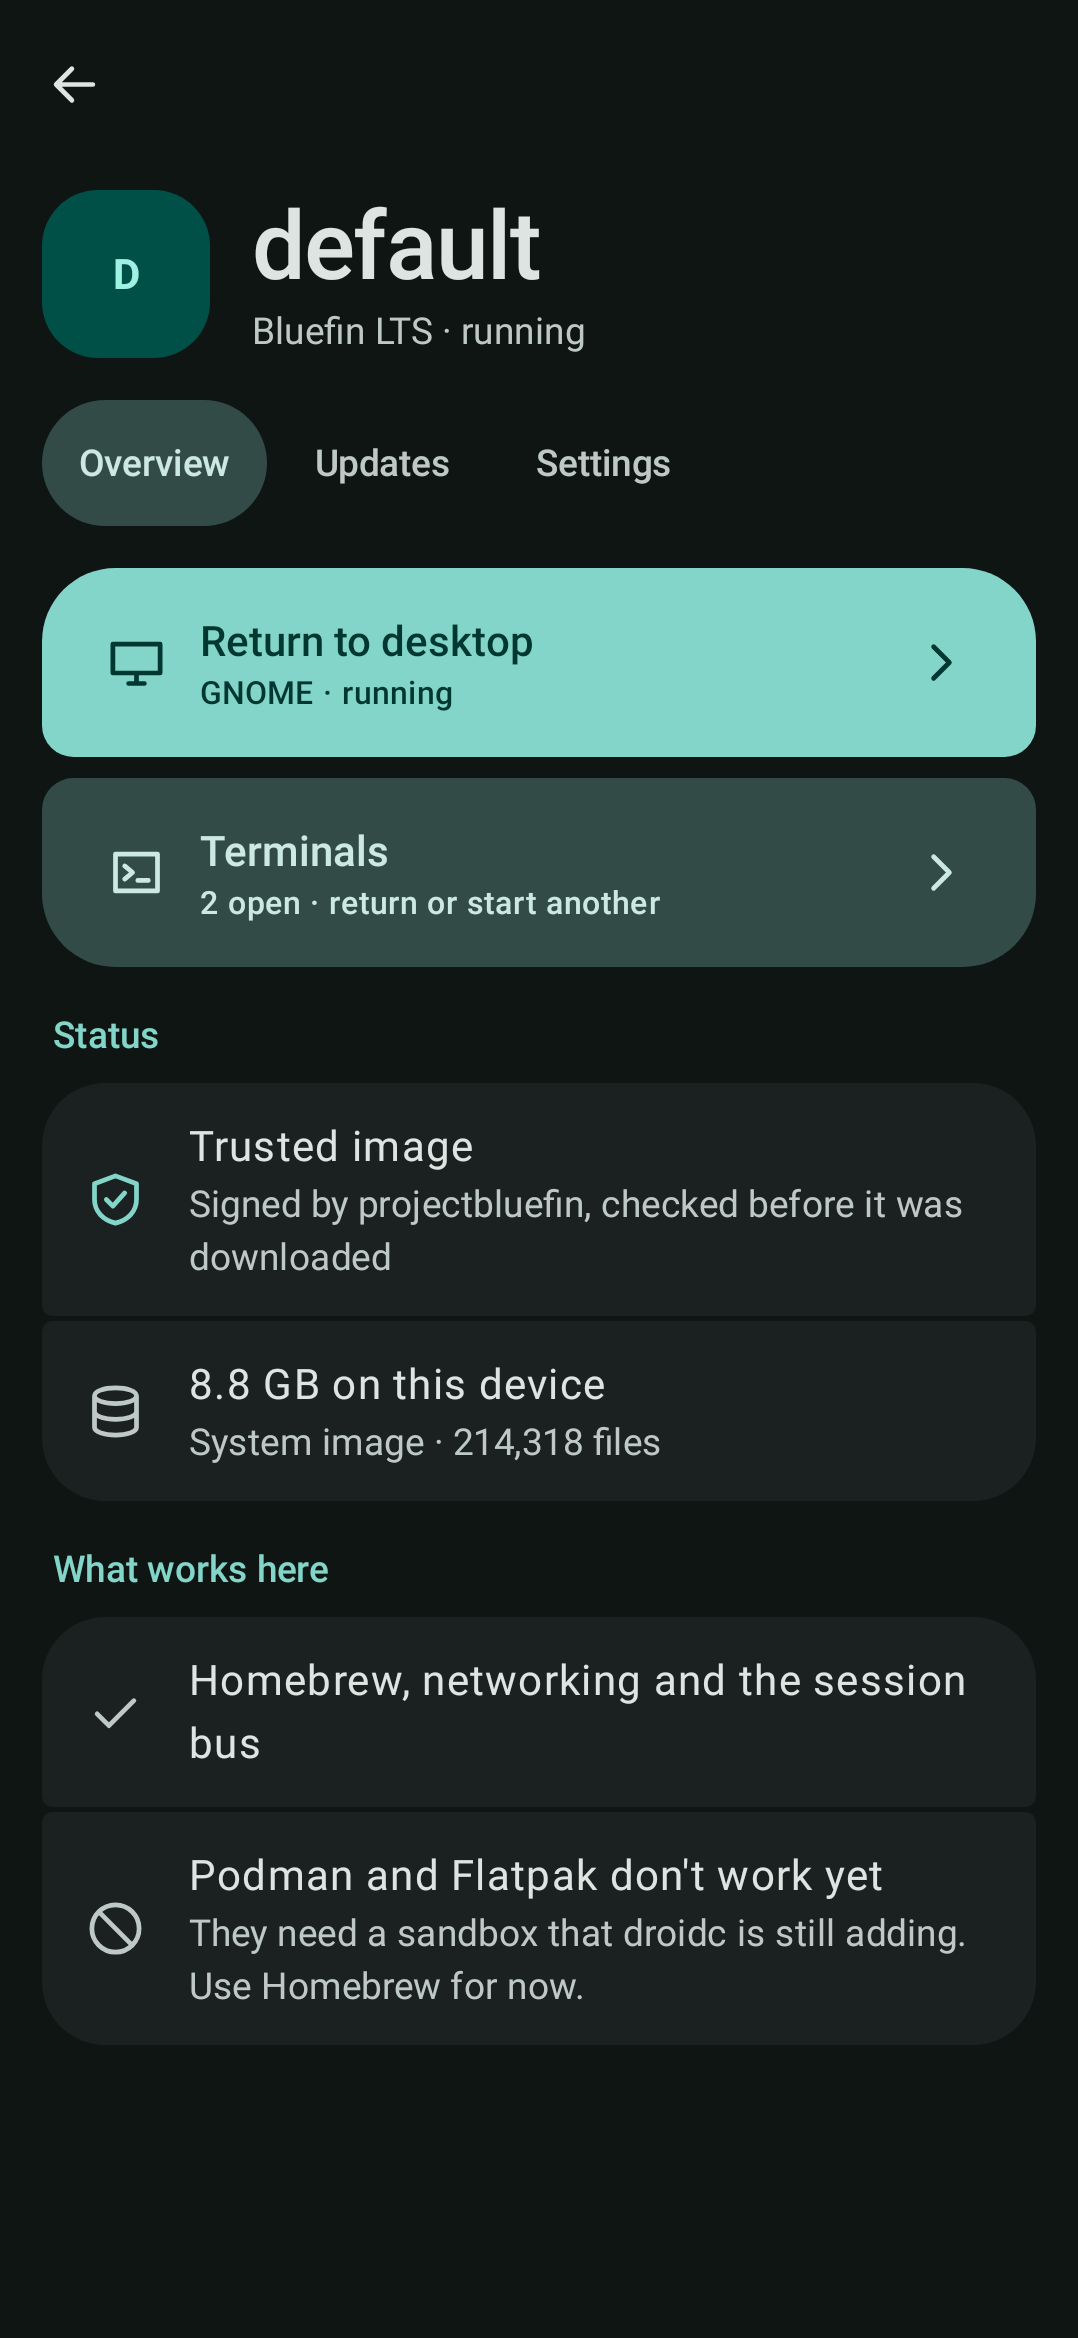 D
default
Bluefin LTS · running
Overview
Updates
Settings
Return to desktop
GNOME · running
Terminals
2 open · return or start another
Status
Trusted image
Signed by projectbluefin, checked before it was
downloaded
8.8 GB on this device
System image · 214,318 files
What works here
Homebrew, networking and the session
bus
Podman and Flatpak don't work yet
They need a sandbox that droidc is still adding.
Use Homebrew for now.